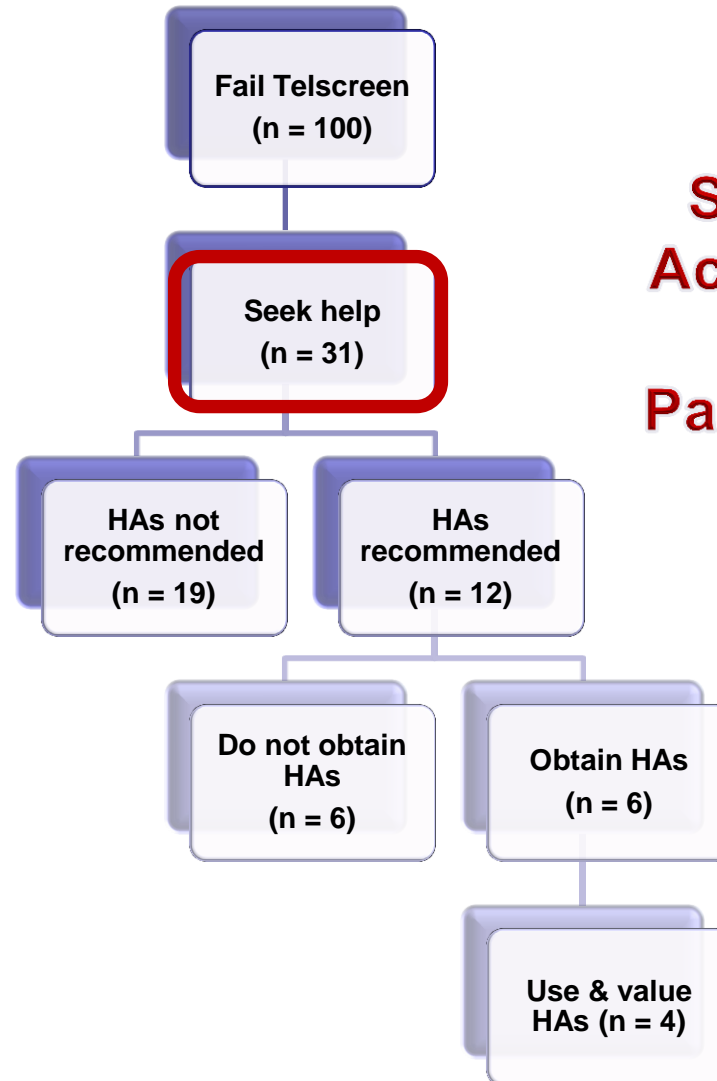 Fail Telscreen
(n = 100)
Seek help
(n = 31)
HAs not
recommended
(n = 19)
HAs
recommended
(n = 12)
Do not obtain
HAs
(n = 6)
Obtain HAs
(n = 6)
Use & value
HAs (n = 4)